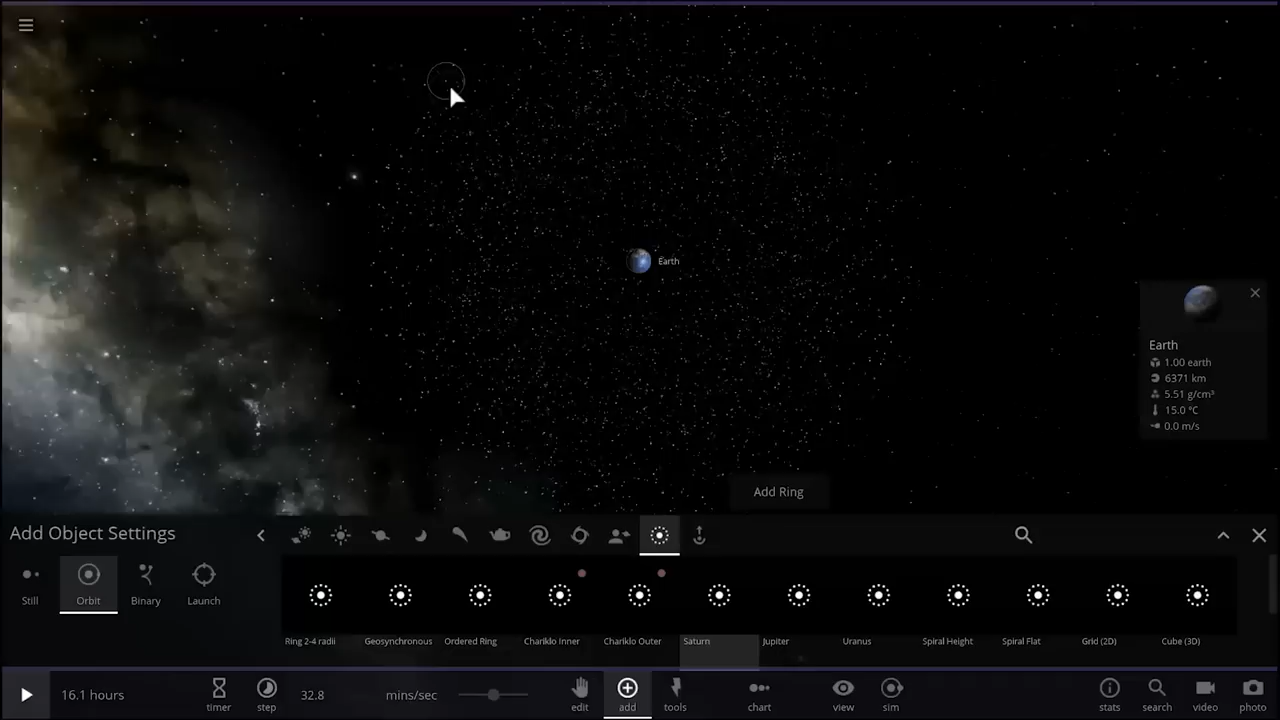 Earth
Earth
1.00 earth
6371 km
5.51 g/cm³
15.0 °C
0.0 m/s
Add Ring
Add Object Settings
Still Orbit Binary Launch
Ring 2-4 radii Geosynchronous Ordered Ring Chariklo Inner Chariklo Outer Saturn Jupiter Uranus Spiral Height Spiral Flat Grid (2D) Cube (3D)
16.1 hours timer step 32.8 mins/sec edit add tools chart view sim stats search video photo